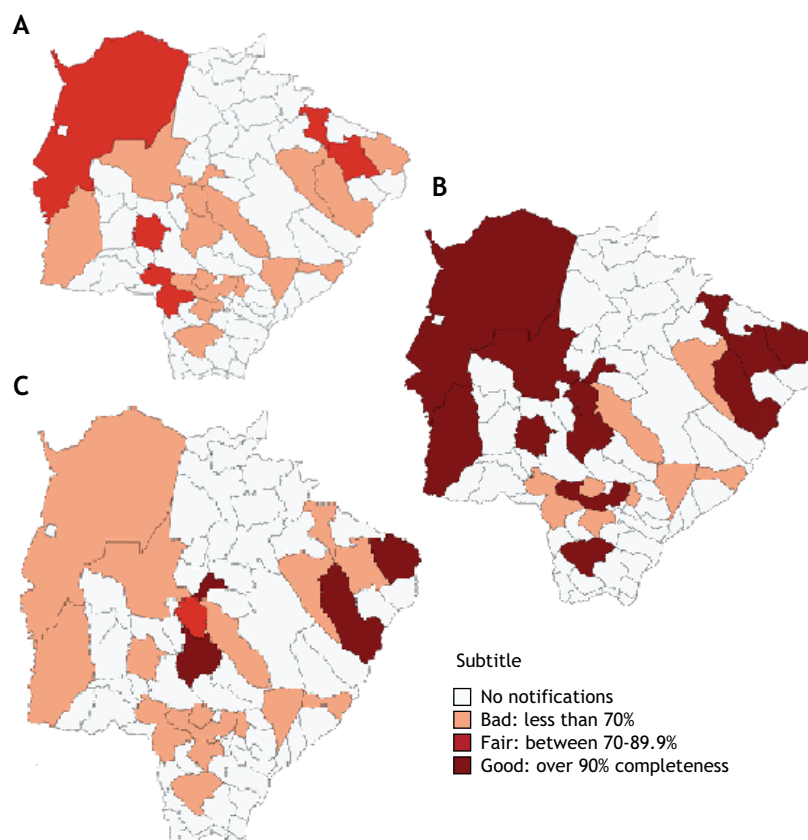 A
B
C
Subtitle
No notifications
Bad: less than 70%
Fair: between 70-89.9%
Good: over 90% completeness